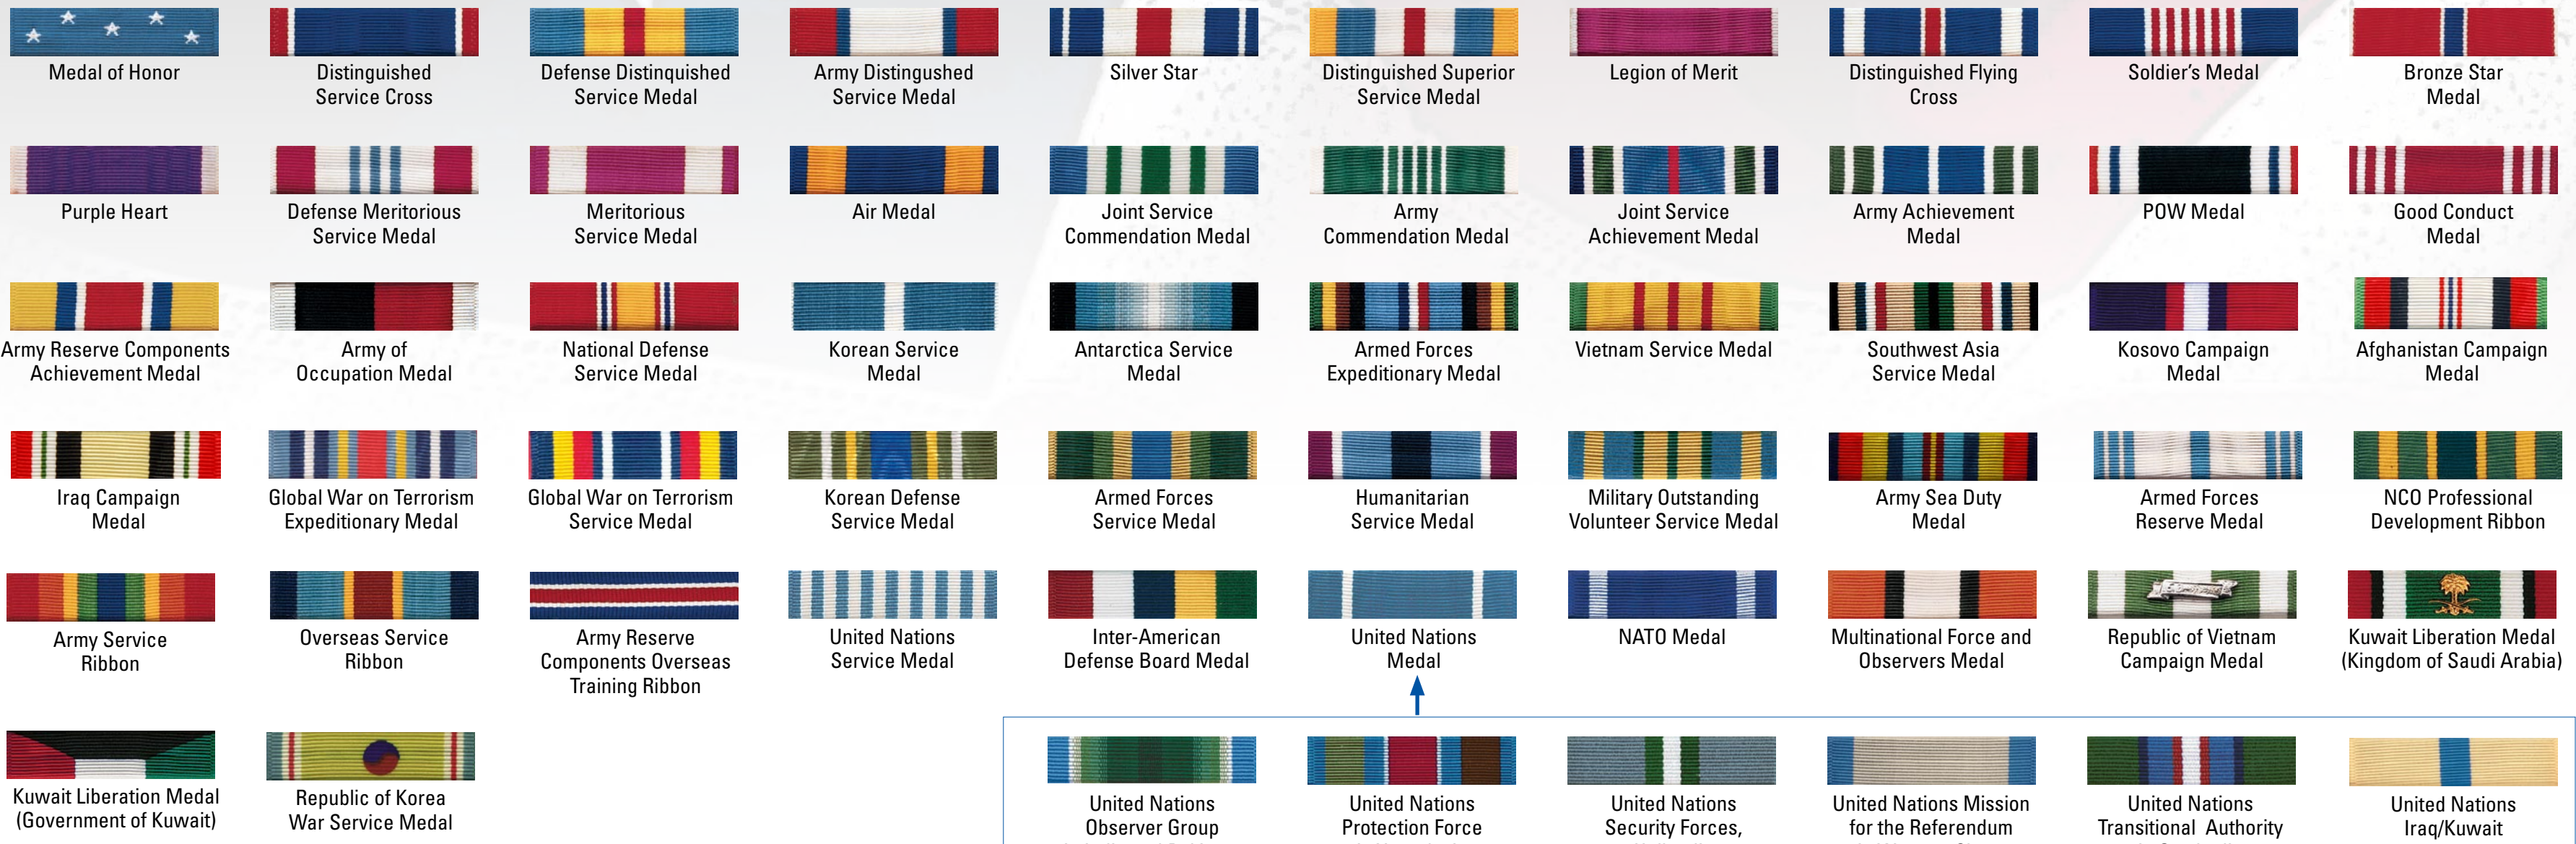 Medal of Honor
Distinguished
Service Cross
Defense Distinquished
Service Medal
Army Distingushed
Service Medal
Silver Star
Distinguished Superior
Service Medal
Legion of Merit
Distinguished Flying
Cross
Soldier's Medal
Bronze Star
Medal
Purple Heart
Defense Meritorious
Service Medal
Meritorious
Service Medal
Air Medal
Joint Service
Commendation Medal
Army
Commendation Medal
Joint Service
Achievement Medal
Army Achievement
Medal
POW Medal
Good Conduct
Medal
Army Reserve Components
Achievement Medal
Army of
Occupation Medal
National Defense
Service Medal
Korean Service
Medal
Antarctica Service
Medal
Armed Forces
Expeditionary Medal
Vietnam Service Medal
Southwest Asia
Service Medal
Kosovo Campaign
Medal
Afghanistan Campaign
Medal
Iraq Campaign
Medal
Global War on Terrorism
Expeditionary Medal
Global War on Terrorism
Service Medal
Korean Defense
Service Medal
Armed Forces
Service Medal
Humanitarian
Service Medal
Military Outstanding
Volunteer Service Medal
Army Sea Duty
Medal
Armed Forces
Reserve Medal
NCO Professional
Development Ribbon
Army Service
Ribbon
Overseas Service
Ribbon
Army Reserve
Components Overseas
Training Ribbon
United Nations
Service Medal
Inter-American
Defense Board Medal
United Nations
Medal
NATO Medal
Multinational Force and
Observers Medal
Republic of Vietnam
Campaign Medal
Kuwait Liberation Medal
(Kingdom of Saudi Arabia)
Kuwait Liberation Medal
(Government of Kuwait)
Republic of Korea
War Service Medal
United Nations
Observer Group
United Nations
Protection Force
United Nations
Security Forces,
United Nations Mission
for the Referendum
United Nations
Transitional Authority
United Nations
Iraq/Kuwait